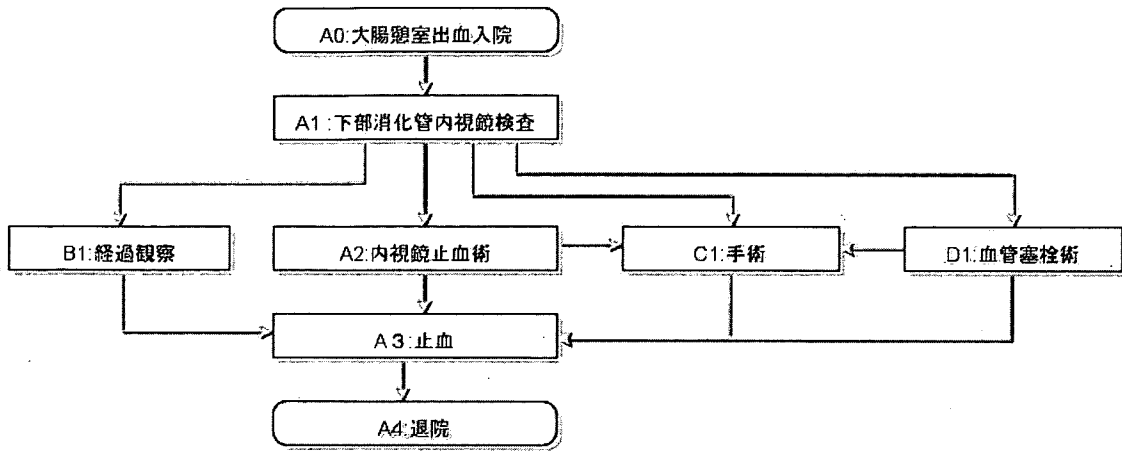 A0:大腸憩室出血入院
A1:下部消化管内視鏡検査
B1:経過観察
A2:内視鏡止血術
C1:手術
D1:血管塞栓術
A3:止血
A4:退院